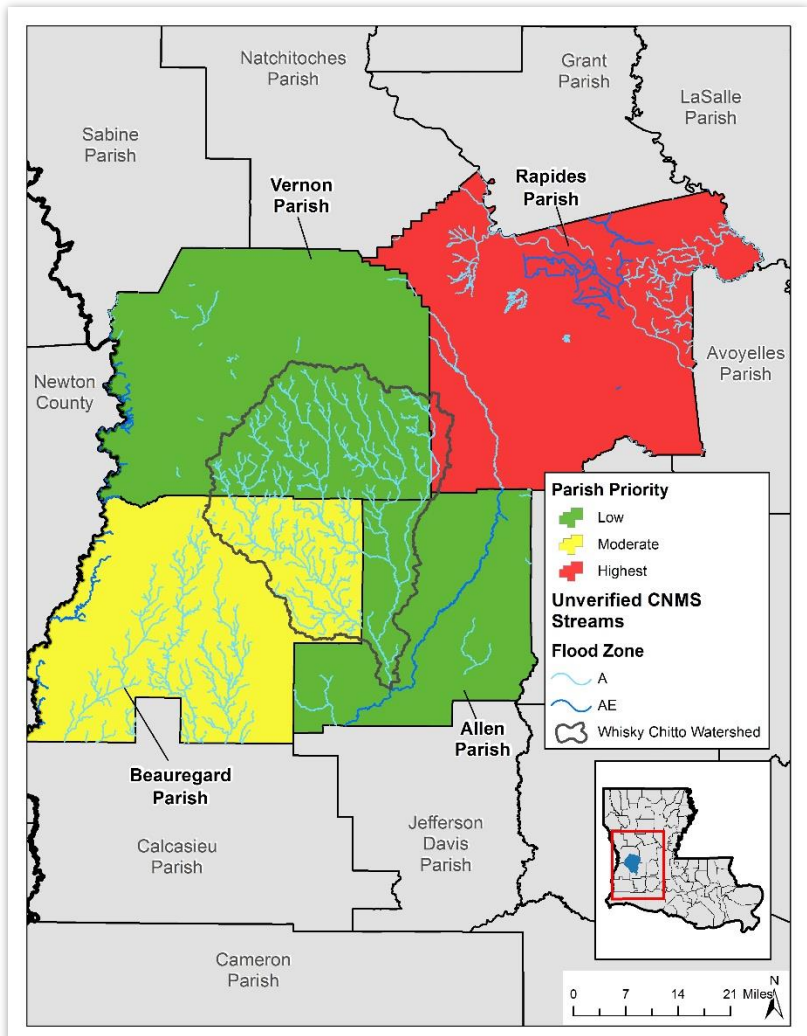 Natchitoches
Parish
Grant
Parish
LaSalle
Parish
Sabine
Parish
Vernon
Parish
Rapides
Parish
Newton
County
Avoyelles
Parish
Parish Priority
Low
Moderate
Highest
Unverified CNMS
Streams
Flood Zone
A
AE
Whisky Chitto Watershed
Allen
Parish
Beauregard
Parish
Calcasieu
Parish
Jefferson
Davis
Parish
Cameron
Parish
N
0 7 14 21 Miles